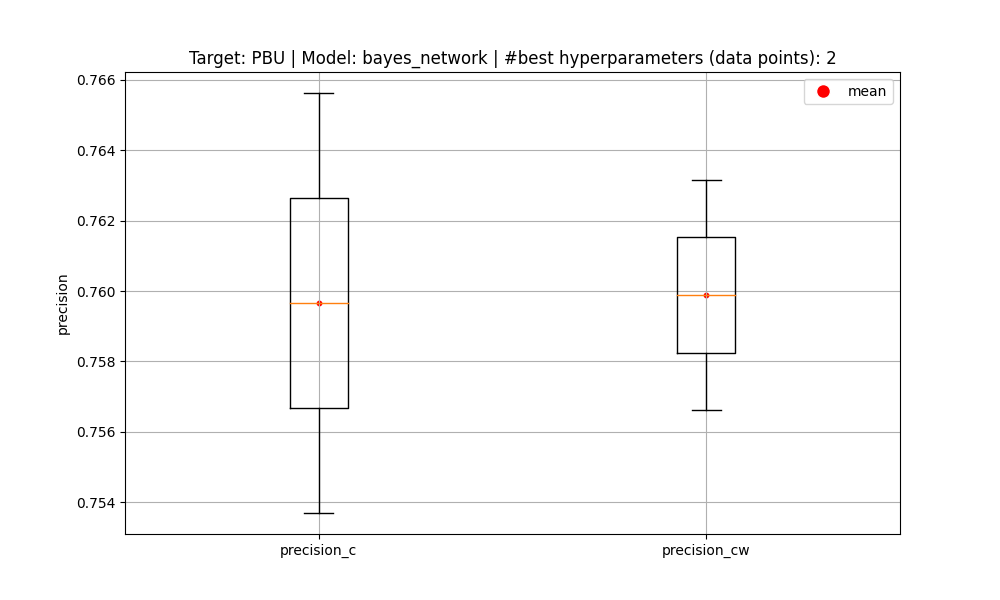 Target: PBU | Model: bayes_network | #best hyperparameters (data points): 2
mean
precision
0.766
0.764
0.762
0.760
0.758
0.756
0.754
precision_c
precision_cw